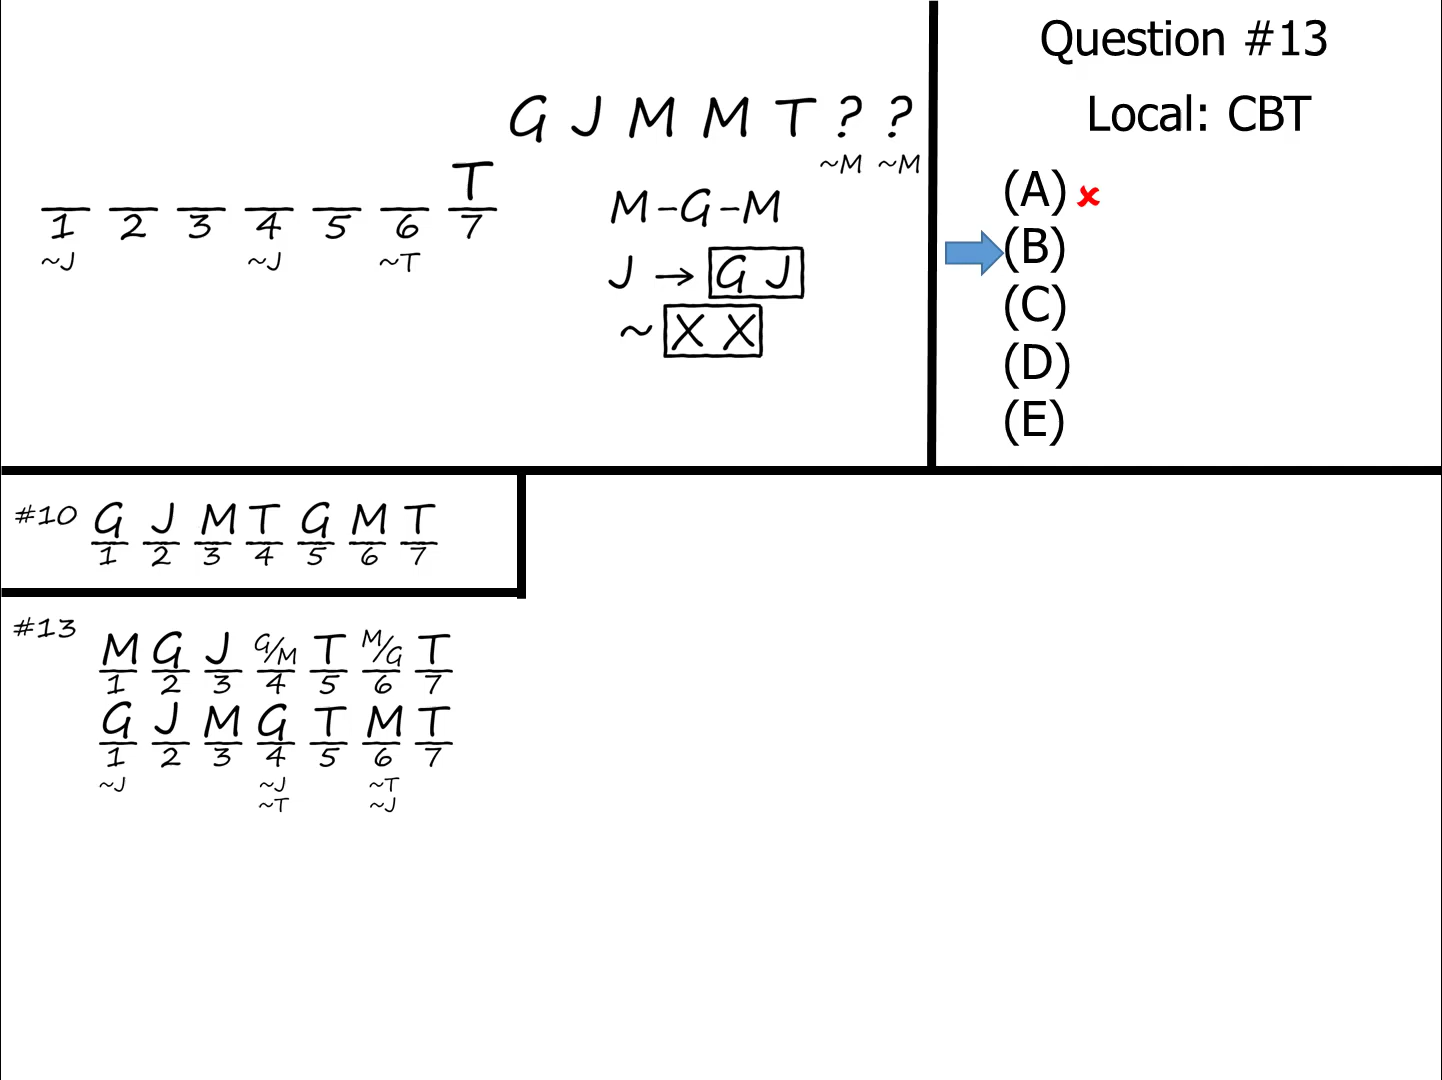 Question #13
Local: CBT
(A) ×
(B)
(C)
(D)
(E)
G J M M T ? ?
~M ~M
T
1 2 3 4 5 6 7
~J ~J ~T
M-G-M
J → G J
~ X X
#10 G J M T G M T
1 2 3 4 5 6 7
#13 M G J G/M T M/G T
1 2 3 4 5 6 7
G J M G T M T
1 2 3 4 5 6 7
~J ~J ~T
~T ~J